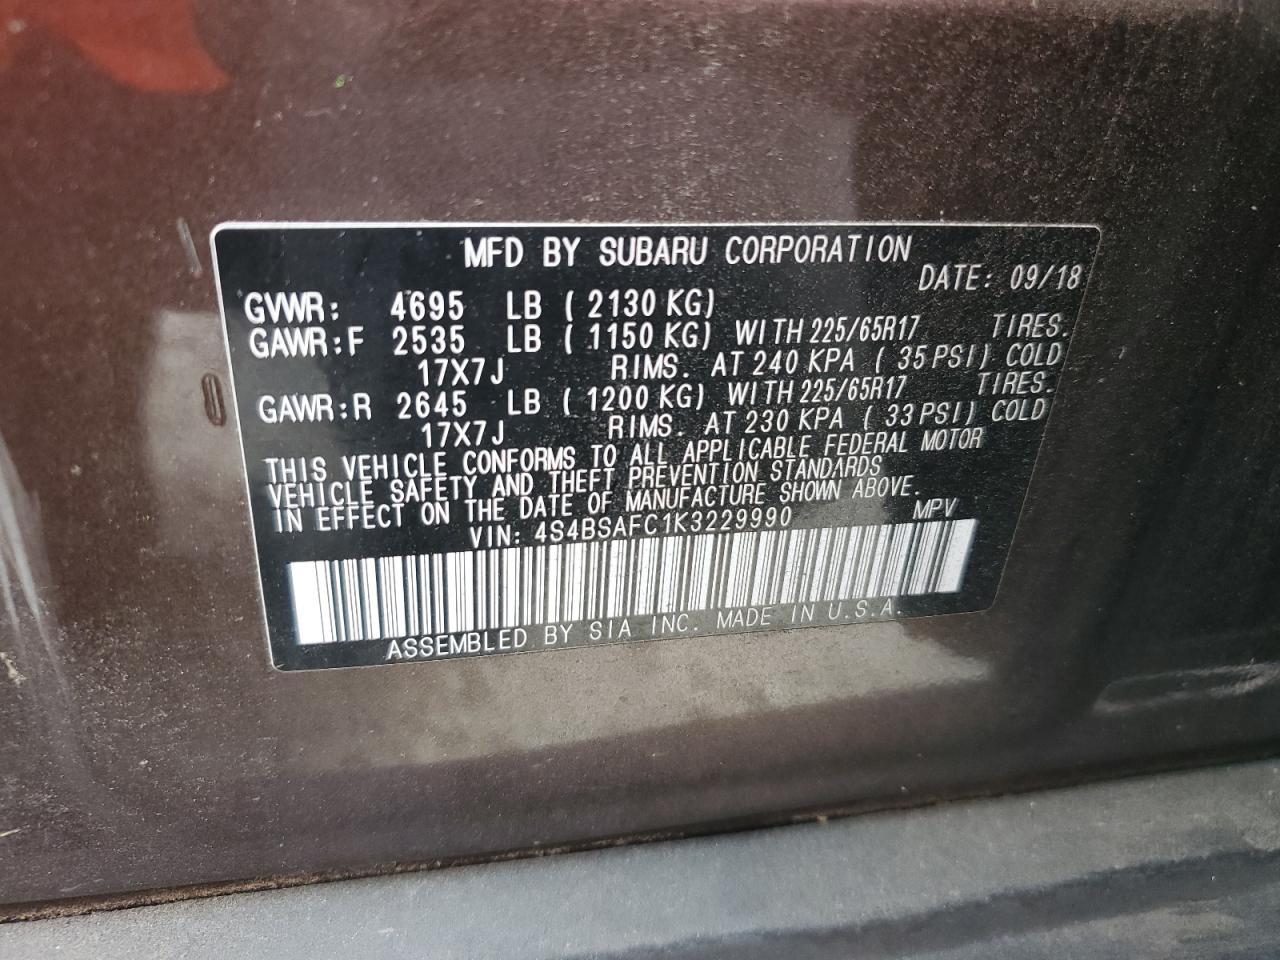 MFD BY SUBARU CORPORATION
DATE: 09/18
GVWR: 4695 LB ( 2130 KG)
GAWR:F 2535 LB ( 1150 KG) WITH 225/65R17 TIRES.
17X7J RIMS. AT 240 KPA ( 35 PSI) COLD
GAWR:R 2645 LB ( 1200 KG) WITH 225/65R17 TIRES.
17X7J RIMS. AT 230 KPA ( 33 PSI) COLD
THIS VEHICLE CONFORMS TO ALL APPLICABLE FEDERAL MOTOR
VEHICLE SAFETY AND THEFT PREVENTION STANDARDS
IN EFFECT ON THE DATE OF MANUFACTURE SHOWN ABOVE.
VIN: 4S4BSAFC1K3229990 MPV
ASSEMBLED BY SIA INC. MADE IN U.S.A.